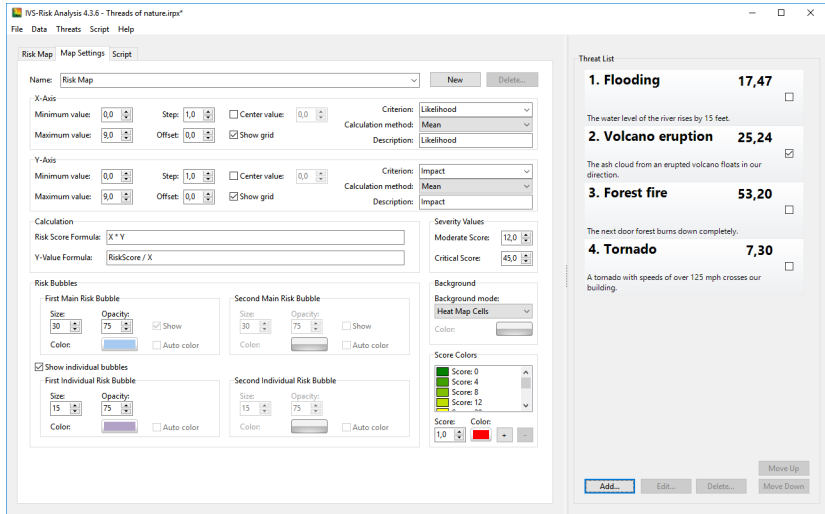 IVS-Risk Analysis 4.3.6 - Threads of nature.irpx*
File Data Threats Script Help
Risk Map Map Settings Script
Name: Risk Map New Delete...
X-Axis
Minimum value: 0,0 Step: 1,0 Center value: 0,0 Criterion: Likelihood
Calculation method: Mean
Maximum value: 9,0 Offset: 0,0 Show grid
Description: Likelihood
Y-Axis
Minimum value: 0,0 Step: 1,0 Center value: 0,0 Criterion: Impact
Calculation method: Mean
Maximum value: 9,0 Offset: 0,0 Show grid
Description: Impact
Calculation
Risk Score Formula: X * Y
Y-Value Formula: RiskScore / X
Severity Values
Moderate Score: 12,0
Critical Score: 45,0
Risk Bubbles
First Main Risk Bubble
Size: Opacity:
30 75 Show
Color: Auto color
Second Main Risk Bubble
Size: Opacity:
30 75 Show
Color: Auto color
Show individual bubbles
First Individual Risk Bubble
Size: Opacity:
15 75
Color: Auto color
Second Individual Risk Bubble
Size: Opacity:
15 75
Color: Auto color
Background
Background mode:
Heat Map Cells
Color:
Score Colors
Score: 0
Score: 4
Score: 8
Score: 12
Score: Color:
1,0 + -
Threat List
1. Flooding 17,47
The water level of the river rises by 15 feet.
2. Volcano eruption 25,24
The ash cloud from an erupted volcano floats in our
direction.
3. Forest fire 53,20
The next door forest burns down completely.
4. Tornado 7,30
A tornado with speeds of over 125 mph crosses our
building.
Move Up
Add... Edit... Delete... Move Down